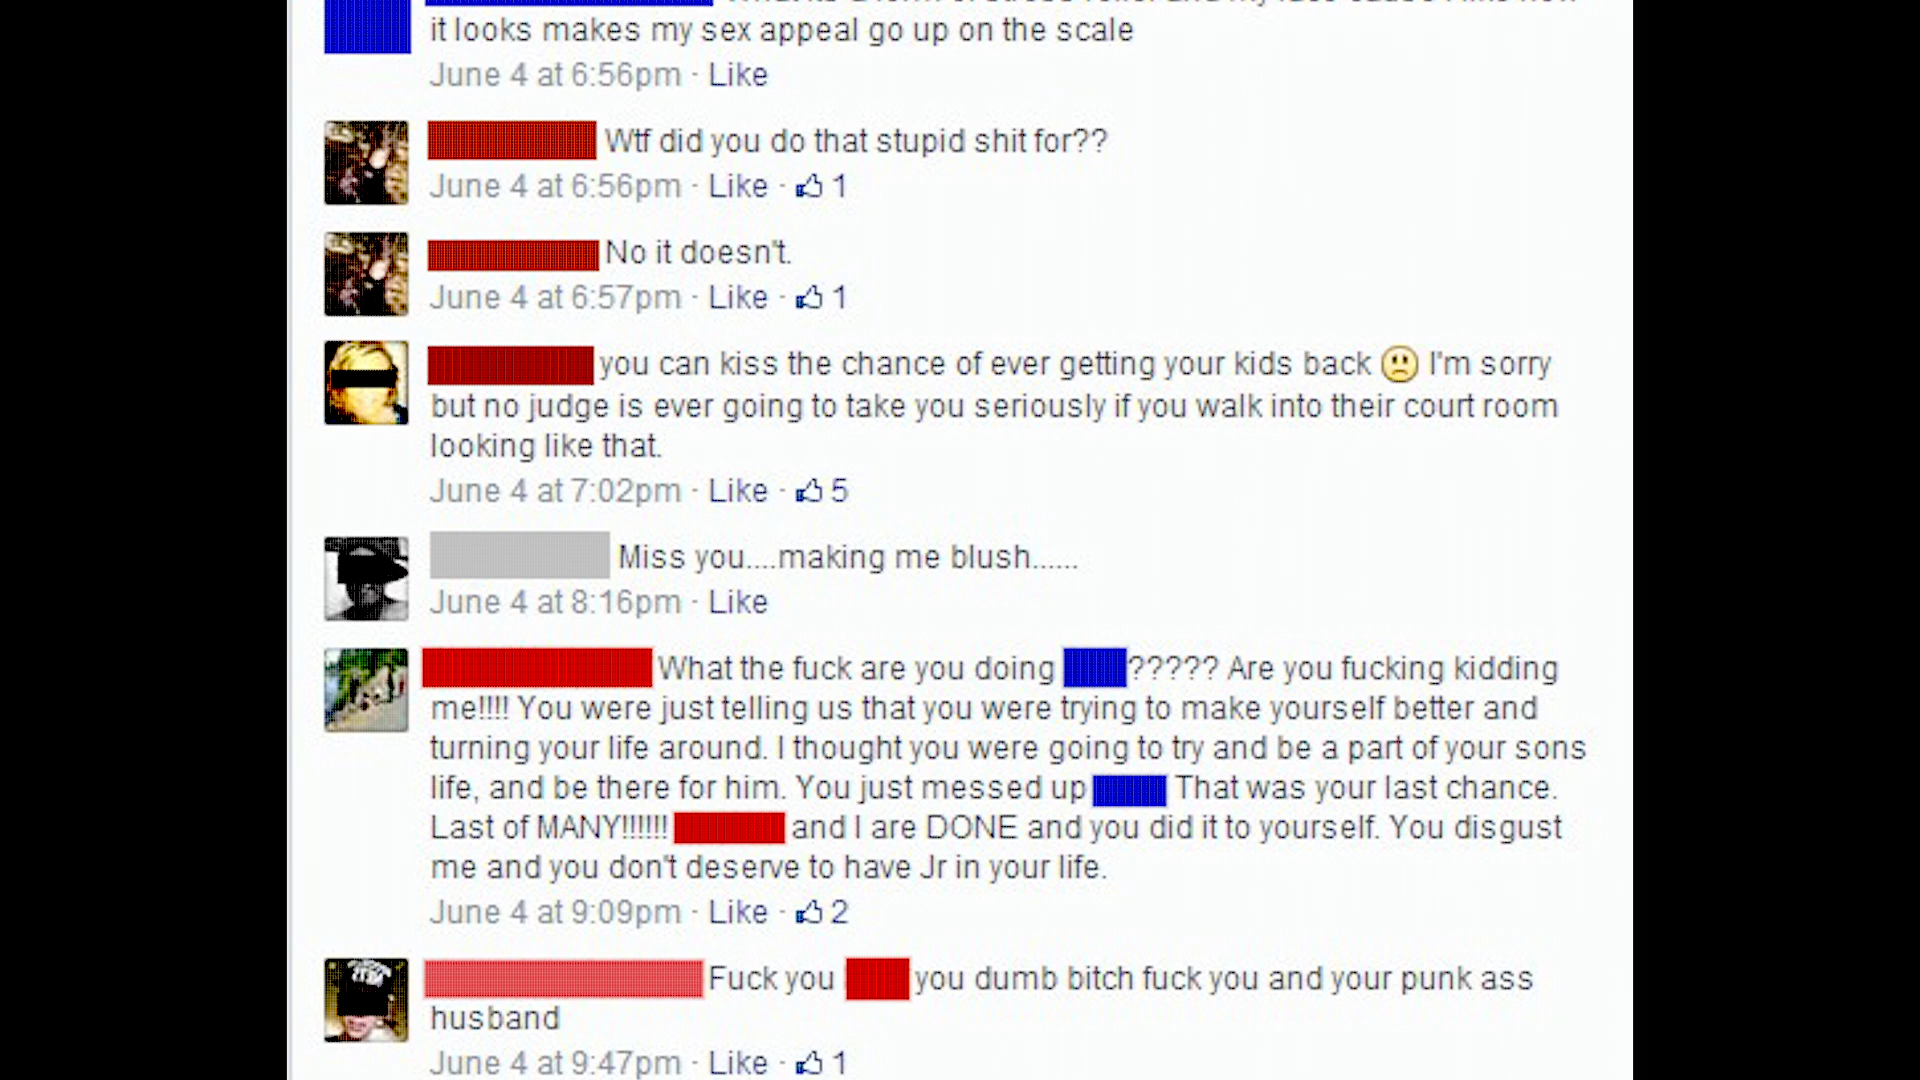 it looks makes my sex appeal go up on the scale
June 4 at 6:56pm · Like
Wtf did you do that stupid shit for??
June 4 at 6:56pm · Like · 1
No it doesn't.
June 4 at 6:57pm · Like · 1
you can kiss the chance of ever getting your kids back I'm sorry
but no judge is ever going to take you seriously if you walk into their court room
looking like that.
June 4 at 7:02pm · Like · 5
Miss you....making me blush......
June 4 at 8:16pm · Like
What the fuck are you doing ????? Are you fucking kidding
me!!!! You were just telling us that you were trying to make yourself better and
turning your life around. I thought you were going to try and be a part of your sons
life, and be there for him. You just messed up That was your last chance.
Last of MANY!!!!!! and I are DONE and you did it to yourself. You disgust
me and you don't deserve to have Jr in your life.
June 4 at 9:09pm · Like · 2
Fuck you you dumb bitch fuck you and your punk ass
husband
June 4 at 9:47pm · Like · 1